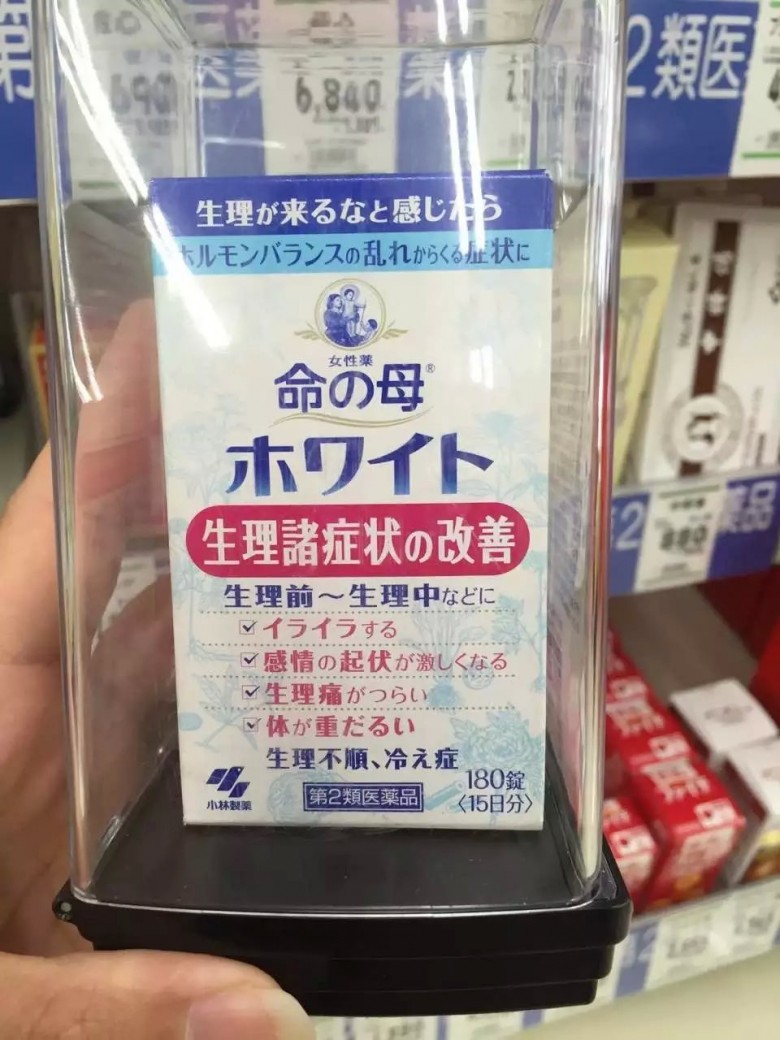 6,840
2類医
生理が来るなと感じたら
ホルモンバランスの乱れからくる症状に
女性薬
命の母®
ホワイト
生理諸症状の改善
生理前～生理中などに
イライラする
感情の起伏が激しくなる
生理痛がつらい
体が重だるい
生理不順、冷え症
小林製薬
第2類医薬品
180錠
〈15日分〉
2
880
薬品